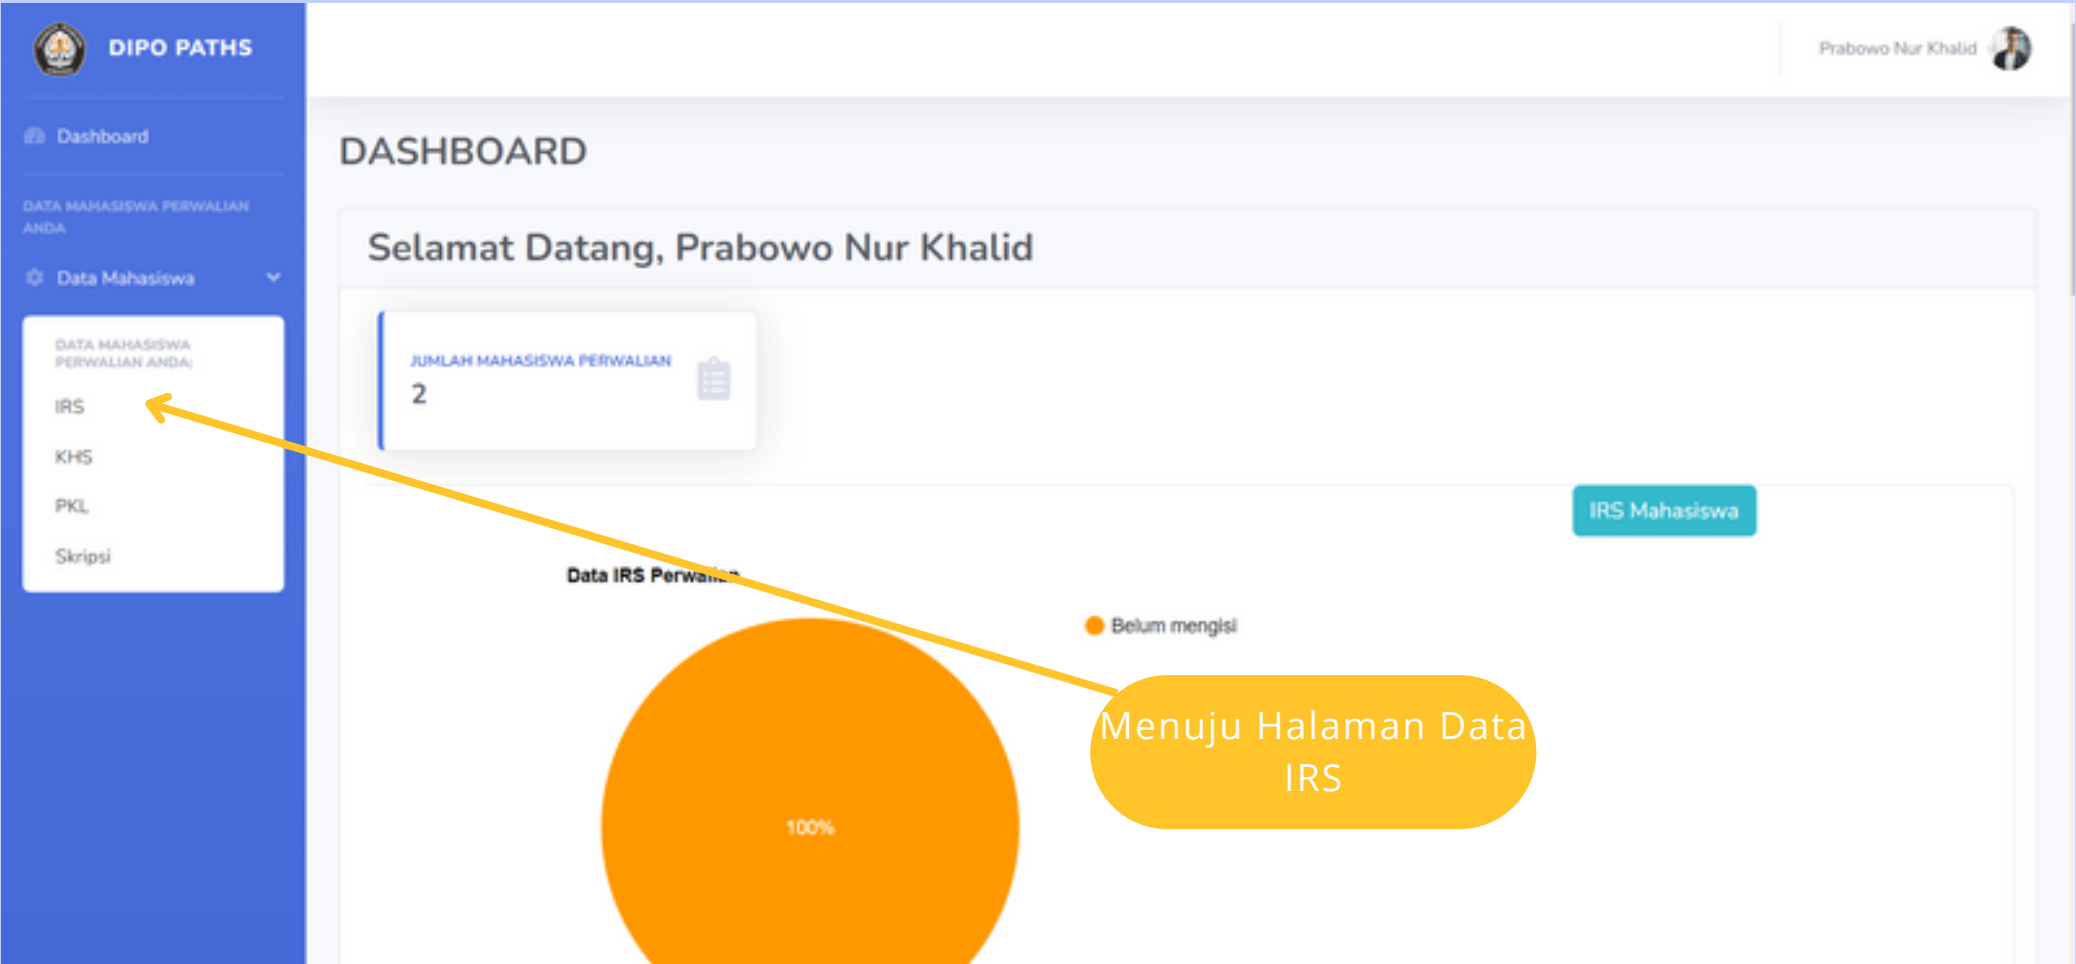 DIPO PATHS
Prabowo Nur Khalid
Dashboard
DATA MAHASISWA PERWALIAN
ANDA
Data Mahasiswa
DATA MAHASISWA
PERWALIAN ANDA:
IRS
KHS
PKL
Skripsi
DASHBOARD
Selamat Datang, Prabowo Nur Khalid
JUMLAH MAHASISWA PERWALIAN
2
IRS Mahasiswa
Data IRS Perwalian
Belum mengisi
100%
Menuju Halaman Data
IRS